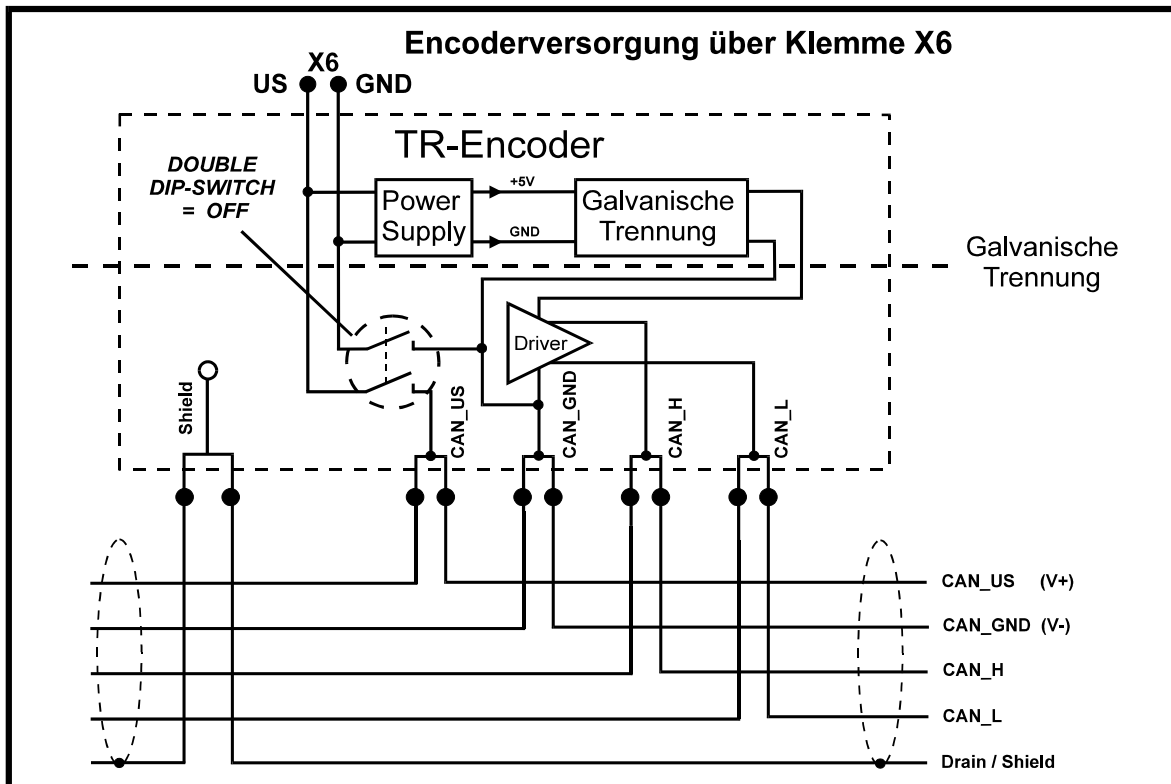 Encoderversorgung über Klemme X6
X6
US
GND
TR-Encoder
DOUBLE
DIP-SWITCH
= OFF
Power
Supply
+5V
GND
Galvanische
Trennung
Galvanische
Trennung
Driver
Shield
CAN_US
CAN_GND
CAN_H
CAN_L
CAN_US (V+)
CAN_GND (V-)
CAN_H
CAN_L
Drain / Shield